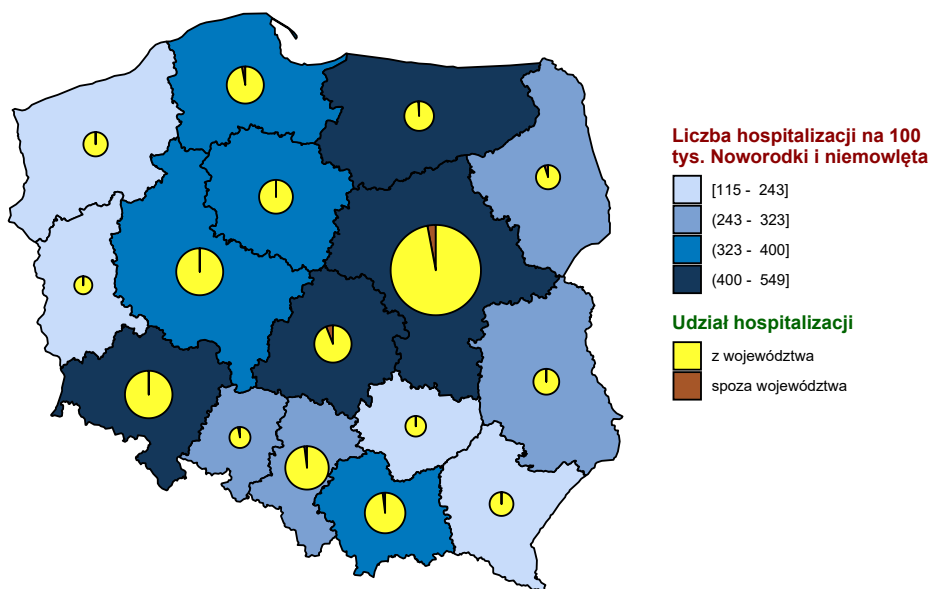 Liczba hospitalizacji na 100
tys. Noworodki i niemowlęta
[115 - 243]
(243 - 323]
(323 - 400]
(400 - 549]
Udział hospitalizacji
z województwa
spoza województwa